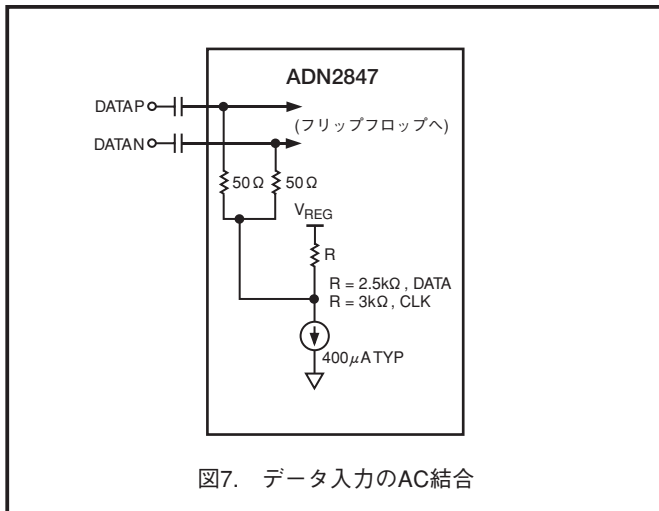 ADN2847
DATAP
(フリップフロップへ)
DATAN
50Ω 50Ω
VREG
R
R = 2.5kΩ , DATA
R = 3kΩ , CLK
400μA TYP
図7. データ入力のAC結合